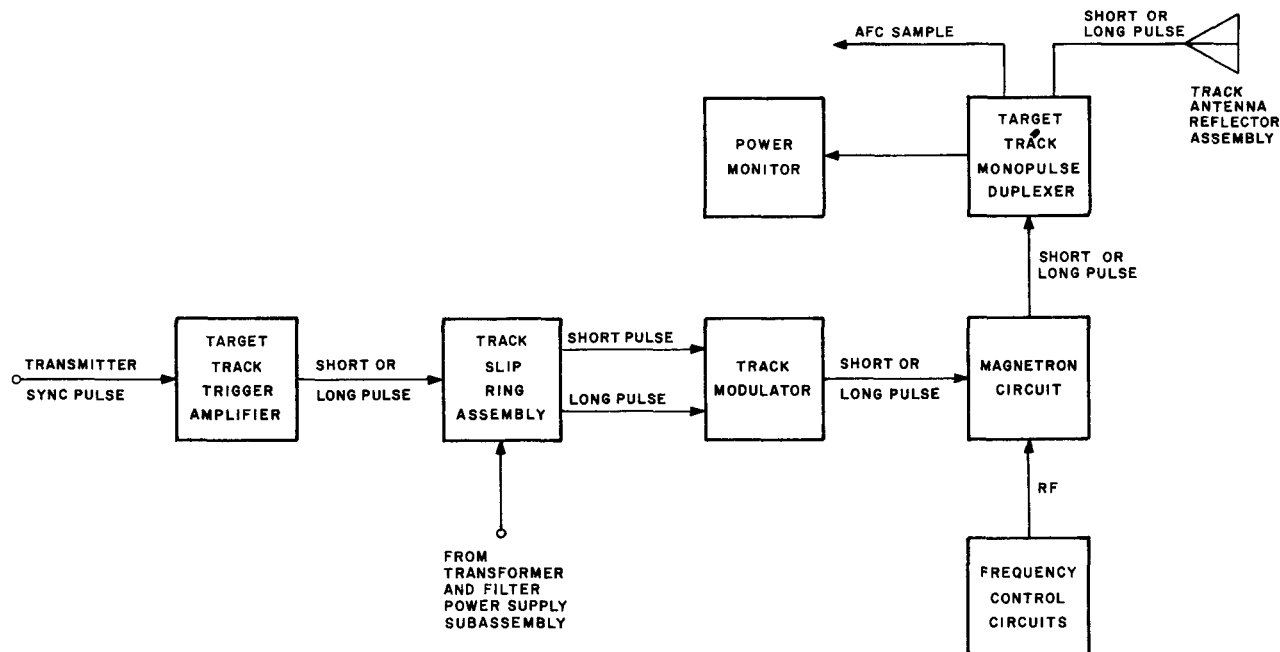 AFC SAMPLE
SHORT OR
LONG PULSE
TRACK
ANTENNA
REFLECTOR
ASSEMBLY
POWER
MONITOR
TARGET
TRACK
MONOPULSE
DUPLEXER
SHORT OR
LONG PULSE
TRANSMITTER
SYNC PULSE
TARGET
TRACK
TRIGGER
AMPLIFIER
SHORT OR
LONG PULSE
TRACK
SLIP
RING
ASSEMBLY
SHORT PULSE
LONG PULSE
TRACK
MODULATOR
SHORT OR
LONG PULSE
MAGNETRON
CIRCUIT
RF
FROM
TRANSFORMER
AND FILTER
POWER SUPPLY
SUBASSEMBLY
FREQUENCY
CONTROL
CIRCUITS